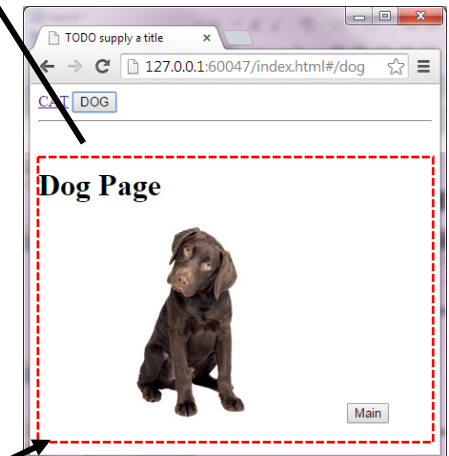 TODO supply a title
127.0.0.1:60047/index.html#/dog
CAT DOG
Dog Page
Main